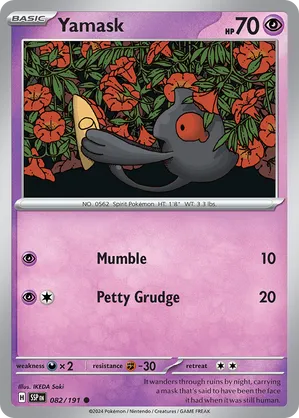 BASIC
Yamask HP 70
NO. 0562 Spirit Pokémon HT: 1'8" WT: 3.3 lbs.
Mumble 10
Petty Grudge 20
Illus. IKEDA Saki
weakness ×2 resistance -30 retreat
It wanders through ruins by night, carrying
a mask that's said to have been the face
it had when it was still human.
H SSP EN 082/191
©2024 Pokémon / Nintendo / Creatures / GAME FREAK